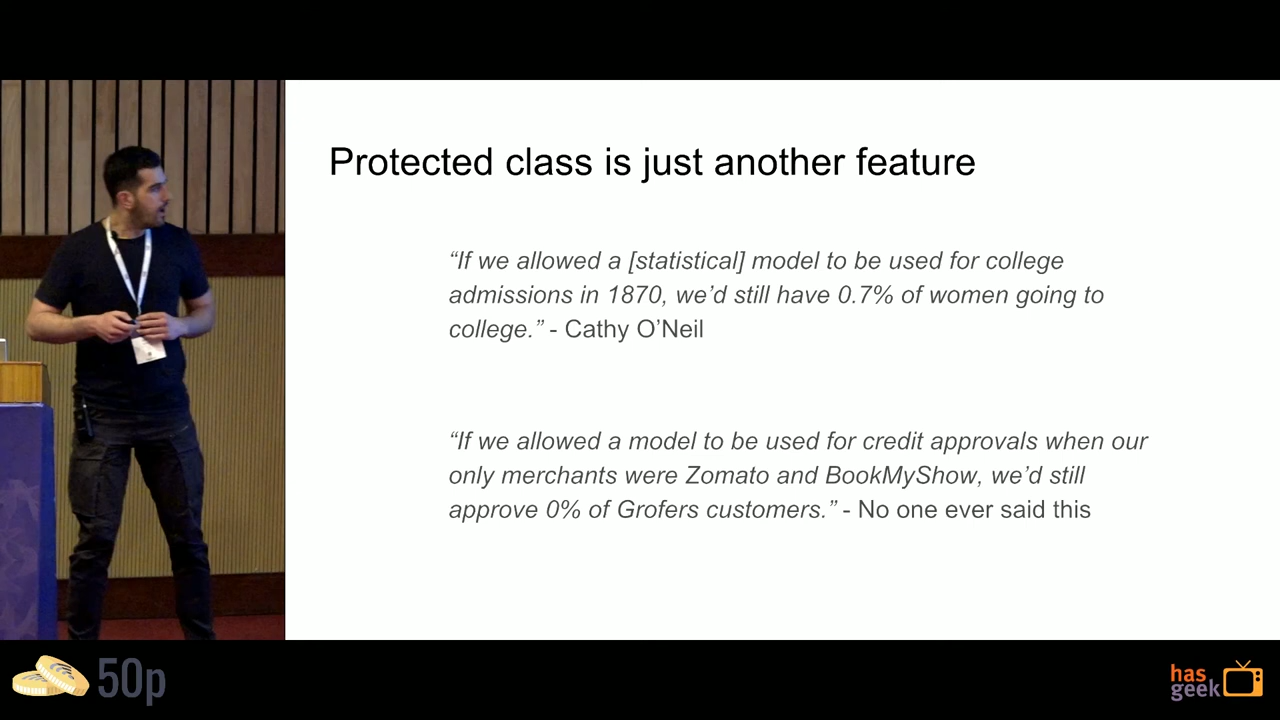 Protected class is just another feature
“If we allowed a [statistical] model to be used for college
admissions in 1870, we’d still have 0.7% of women going to
college.” - Cathy O’Neil
“If we allowed a model to be used for credit approvals when our
only merchants were Zomato and BookMyShow, we’d still
approve 0% of Grofers customers.” - No one ever said this
50p
has
geek